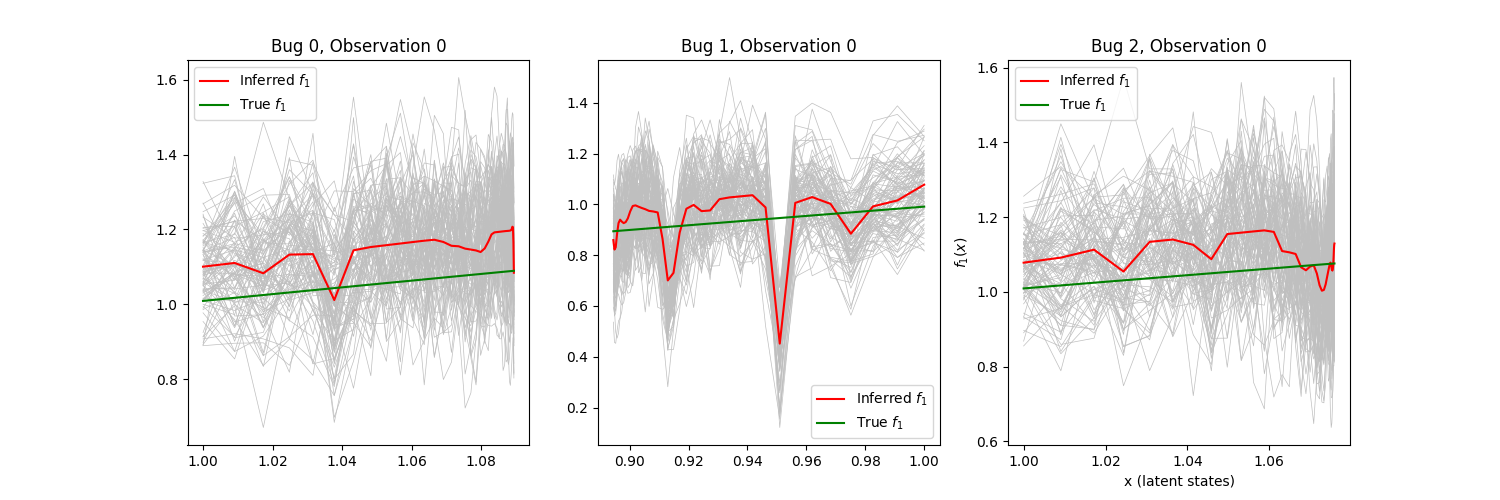 Bug 0, Observation 0
Inferred f₁
True f₁
1.6
1.4
1.2
1.0
0.8
1.00 1.02 1.04 1.06 1.08
Bug 1, Observation 0
1.4
1.2
1.0
0.8
0.6
0.4
0.2
Inferred f₁
True f₁
0.90 0.92 0.94 0.96 0.98 1.00
Bug 2, Observation 0
Inferred f₁
True f₁
f₁(x)
1.6
1.4
1.2
1.0
0.8
0.6
1.00 1.02 1.04 1.06
x (latent states)